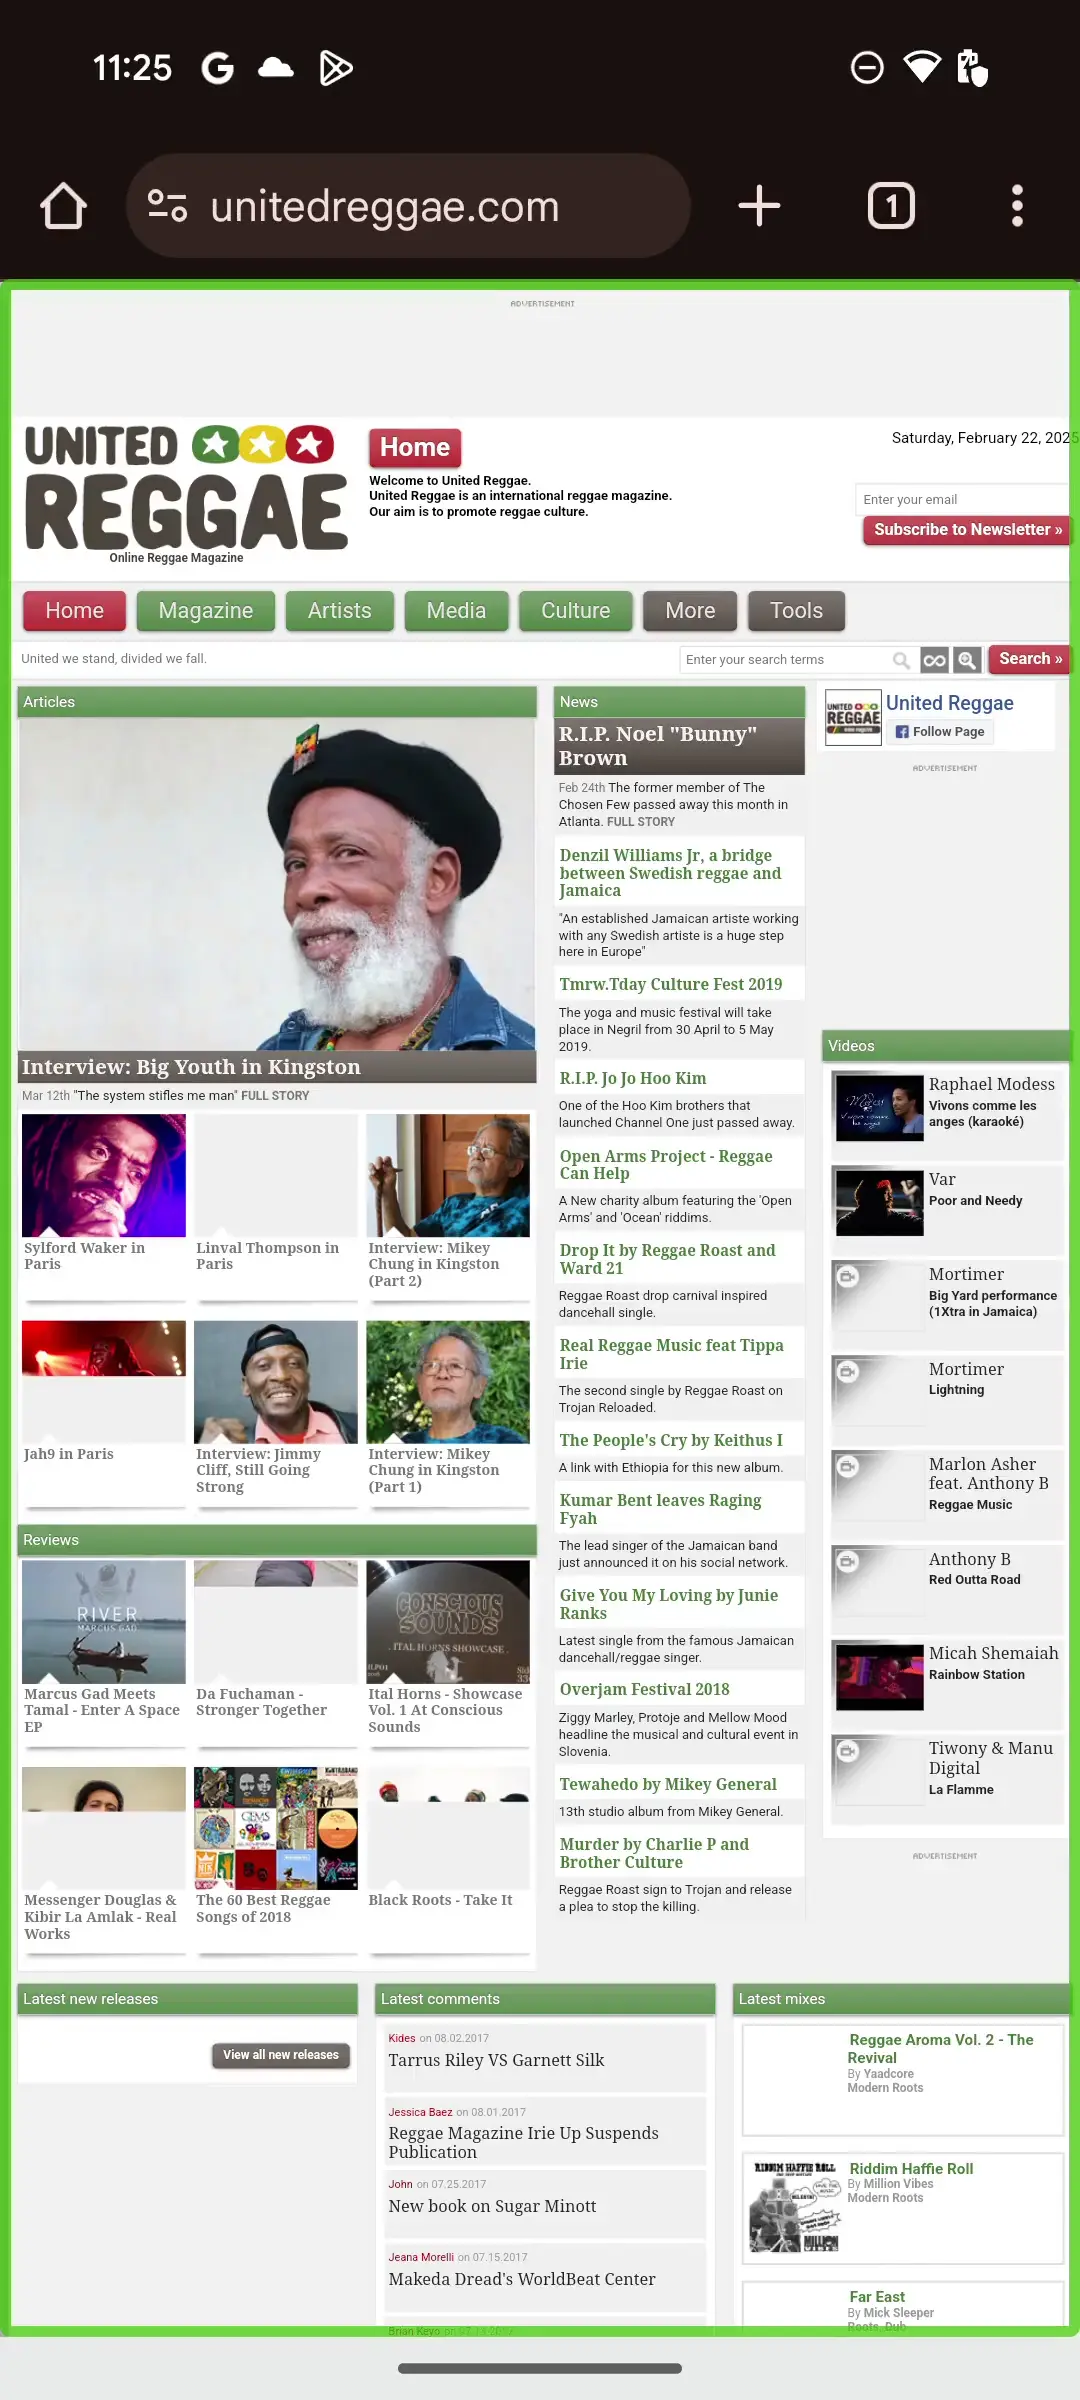 11:25
unitedreggae.com
1
ADVERTISEMENT
UNITED
REGGAE
Online Reggae Magazine
Home
Welcome to United Reggae.
United Reggae is an international reggae magazine.
Our aim is to promote reggae culture.
Saturday, February 22, 2025
Enter your email
Subscribe to Newsletter »
Home
Magazine
Artists
Media
Culture
More
Tools
United we stand, divided we fall.
Enter your search terms
Search »
Articles
Interview: Big Youth in Kingston
Mar 12th "The system stifles me man" FULL STORY
Sylford Waker in
Paris
Linval Thompson in
Paris
Interview: Mikey
Chung in Kingston
(Part 2)
Jah9 in Paris
Interview: Jimmy
Cliff, Still Going
Strong
Interview: Mikey
Chung in Kingston
(Part 1)
Reviews
RIVER
MARCUS GAD
CONSCIOUS
SOUNDS
ITAL HORNS SHOWCASE
Marcus Gad Meets
Tamal - Enter A Space
EP
Da Fuchaman -
Stronger Together
Ital Horns - Showcase
Vol. 1 At Conscious
Sounds
GEMS
Messenger Douglas &
Kibir La Amlak - Real
Works
The 60 Best Reggae
Songs of 2018
Black Roots - Take It
News
R.I.P. Noel "Bunny"
Brown
Feb 24th The former member of The
Chosen Few passed away this month in
Atlanta. FULL STORY
Denzil Williams Jr, a bridge
between Swedish reggae and
Jamaica
"An established Jamaican artiste working
with any Swedish artiste is a huge step
here in Europe"
Tmrw.Tday Culture Fest 2019
The yoga and music festival will take
place in Negril from 30 April to 5 May
2019.
R.I.P. Jo Jo Hoo Kim
One of the Hoo Kim brothers that
launched Channel One just passed away.
Open Arms Project - Reggae
Can Help
A New charity album featuring the 'Open
Arms' and 'Ocean' riddims.
Drop It by Reggae Roast and
Ward 21
Reggae Roast drop carnival inspired
dancehall single.
Real Reggae Music feat Tippa
Irie
The second single by Reggae Roast on
Trojan Reloaded.
The People's Cry by Keithus I
A link with Ethiopia for this new album.
Kumar Bent leaves Raging
Fyah
The lead singer of the Jamaican band
just announced it on his social network.
Give You My Loving by Junie
Ranks
Latest single from the famous Jamaican
dancehall/reggae singer.
Overjam Festival 2018
Ziggy Marley, Protoje and Mellow Mood
headline the musical and cultural event in
Slovenia.
Tewahedo by Mikey General
13th studio album from Mikey General.
Murder by Charlie P and
Brother Culture
Reggae Roast sign to Trojan and release
a plea to stop the killing.
UNITED
REGGAE
United Reggae
Follow Page
ADVERTISEMENT
Videos
Raphael Modess
Vivons comme les
anges (karaoké)
Var
Poor and Needy
Mortimer
Big Yard performance
(1Xtra in Jamaica)
Mortimer
Lightning
Marlon Asher
feat. Anthony B
Reggae Music
Anthony B
Red Outta Road
Micah Shemaiah
Rainbow Station
Tiwony & Manu
Digital
La Flamme
ADVERTISEMENT
Latest new releases
View all new releases
Latest comments
Kides on 08.02.2017
Tarrus Riley VS Garnett Silk
Jessica Baez on 08.01.2017
Reggae Magazine Irie Up Suspends
Publication
John on 07.25.2017
New book on Sugar Minott
Jeana Morelli on 07.15.2017
Makeda Dread's WorldBeat Center
Latest mixes
Reggae Aroma Vol. 2 - The
Revival
By Yaadcore
Modern Roots
RIDDIM HAFFIE ROLL
MILLION
Riddim Haffie Roll
By Million Vibes
Modern Roots
Far East
By Mick Sleeper
Roots, Dub